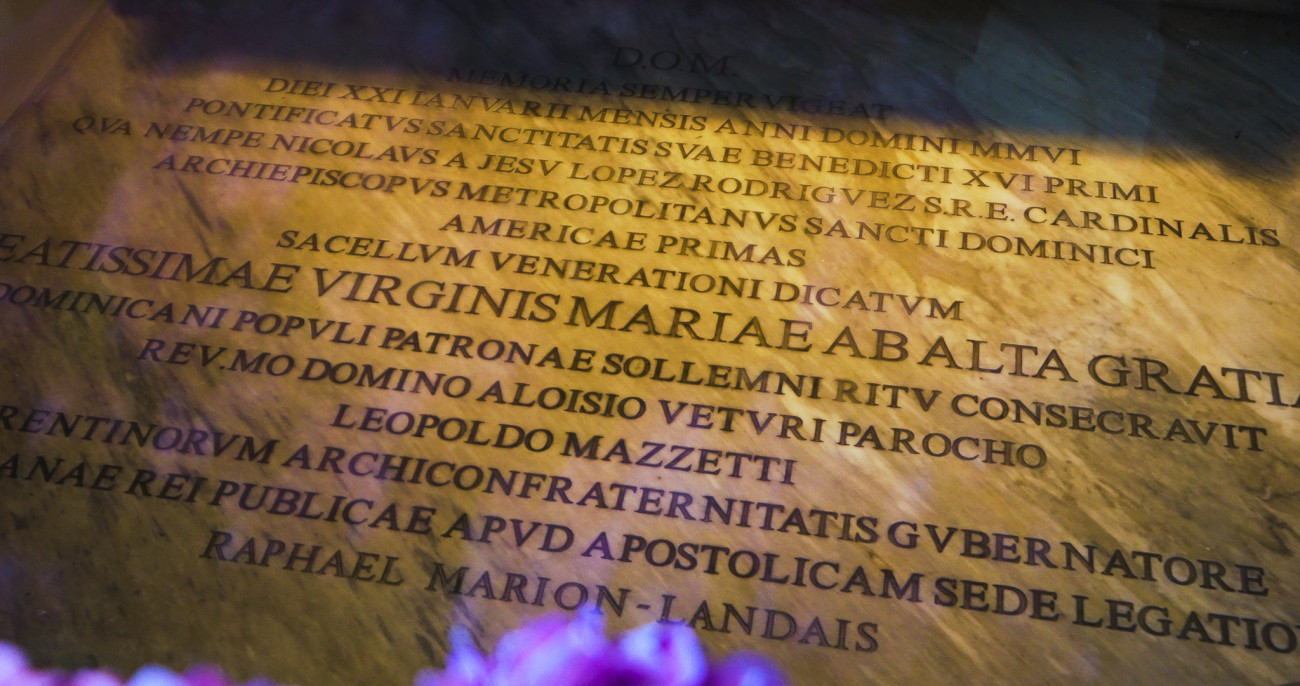 D.O.M.
MEMORIA SEMPER VIGEAT
DIEI XXI IANVARII MENSIS ANNI DOMINI MMVI
PONTIFICATVS SANCTITATIS SVAE BENEDICTI XVI PRIMI
QVA NEMPE NICOLAVS A JESV LOPEZ RODRIGVEZ S.R.E. CARDINALIS
ARCHIEPISCOPVS METROPOLITANVS SANCTI DOMINICI
AMERICAE PRIMAS
SACELLVM VENERATIONI DICATVM
EATISSIMAE VIRGINIS MARIAE AB ALTA GRATIA
DOMINICANI POPVLI PATRONAE SOLLEMNI RITV CONSECRAVIT
REV.MO DOMINO ALOISIO VETVRI PAROCHO
LEOPOLDO MAZZETTI
RENTINORVM ARCHICONFRATERNITATIS GVBERNATORE
ANAE REI PUBLICAE APVD APOSTOLICAM SEDE LEGATIO
RAPHAEL MARION-LANDAIS